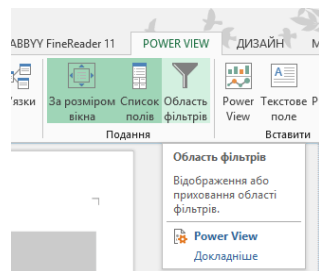 ABBYY FineReader 11 POWER VIEW ДИЗАЙН
За розміром вікна
Список полів
Область фільтрів
Power View
Текстове поле
Подання
Вставити
Область фільтрів
Відображення або
приховання області
фільтрів.
Power View
Докладніше